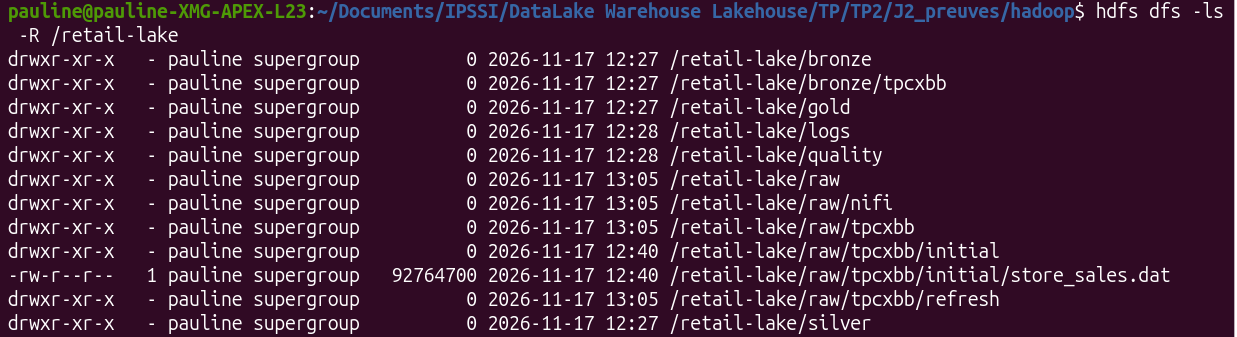 pauline@pauline-XMG-APEX-L23:~/Documents/IPSSI/DataLake Warehouse Lakehouse/TP/TP2/J2_preuves/hadoop$ hdfs dfs -ls
 -R /retail-lake
drwxr-xr-x   - pauline supergroup          0 2026-11-17 12:27 /retail-lake/bronze
drwxr-xr-x   - pauline supergroup          0 2026-11-17 12:27 /retail-lake/bronze/tpcxbb
drwxr-xr-x   - pauline supergroup          0 2026-11-17 12:27 /retail-lake/gold
drwxr-xr-x   - pauline supergroup          0 2026-11-17 12:28 /retail-lake/logs
drwxr-xr-x   - pauline supergroup          0 2026-11-17 12:28 /retail-lake/quality
drwxr-xr-x   - pauline supergroup          0 2026-11-17 13:05 /retail-lake/raw
drwxr-xr-x   - pauline supergroup          0 2026-11-17 13:05 /retail-lake/raw/nifi
drwxr-xr-x   - pauline supergroup          0 2026-11-17 13:05 /retail-lake/raw/tpcxbb
drwxr-xr-x   - pauline supergroup          0 2026-11-17 12:40 /retail-lake/raw/tpcxbb/initial
-rw-r--r--   1 pauline supergroup   92764700 2026-11-17 12:40 /retail-lake/raw/tpcxbb/initial/store_sales.dat
drwxr-xr-x   - pauline supergroup          0 2026-11-17 13:05 /retail-lake/raw/tpcxbb/refresh
drwxr-xr-x   - pauline supergroup          0 2026-11-17 12:27 /retail-lake/silver